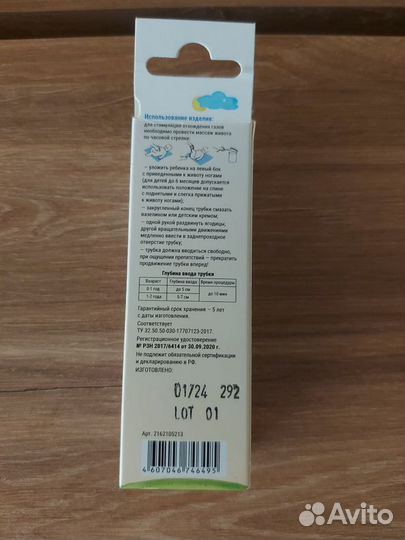 Использование изделия:
для стимуляции отхождения газов
необходимо провести массаж живота
по часовой стрелке:
– уложить ребенка на левый бок
с приведенными к животу ногами
(для детей до 6 месяцев допускается
использовать положение на спине
с поднятыми и слегка прижатыми
к животу ногами);
– закругленный конец трубки смазать
вазелином или детским кремом;
– одной рукой раздвинуть ягодицы,
другой вращательными движениями
медленно ввести в заднепроходное
отверстие трубку;
– трубка должна вводиться свободно,
при ощущении препятствий – прекратить
продвижение трубки вперед!
Глубина ввода трубки
Возраст Глубина ввода Время процедуры
0-1 год до 5 см до 10 мин
1-2 года 5-7 см
Гарантийный срок хранения – 5 лет
с даты изготовления.
Соответствует
ТУ 32.50.50-030-17707123-2017.
Регистрационное удостоверение
№ РЗН 2017/6414 от 30.09.2020 г.
Не подлежит обязательной сертификации
и декларированию в РФ.
ИЗГОТОВЛЕНО:
01/24 292
LOT 01
Арт. 2162105213
4 607046 746495
Avito